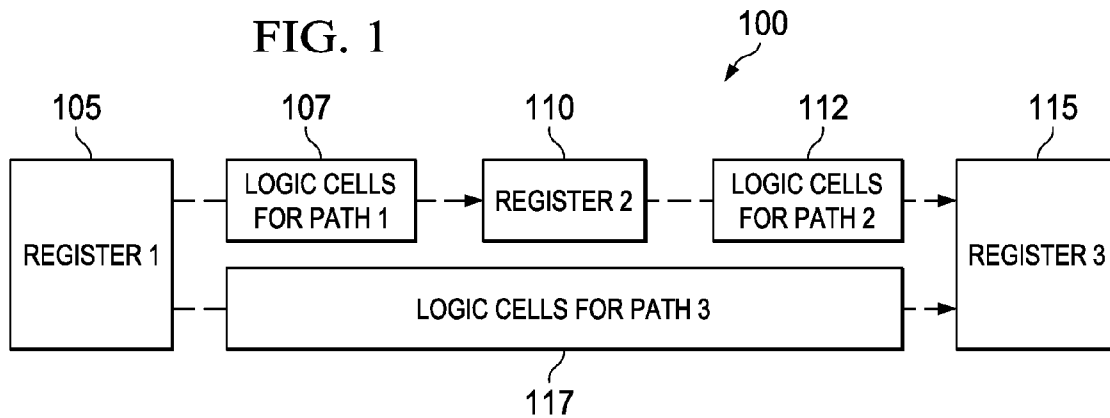 FIG. 1
100
105
107
110
112
115
REGISTER 1
LOGIC CELLS
FOR PATH 1
REGISTER 2
LOGIC CELLS
FOR PATH 2
REGISTER 3
LOGIC CELLS FOR PATH 3
117